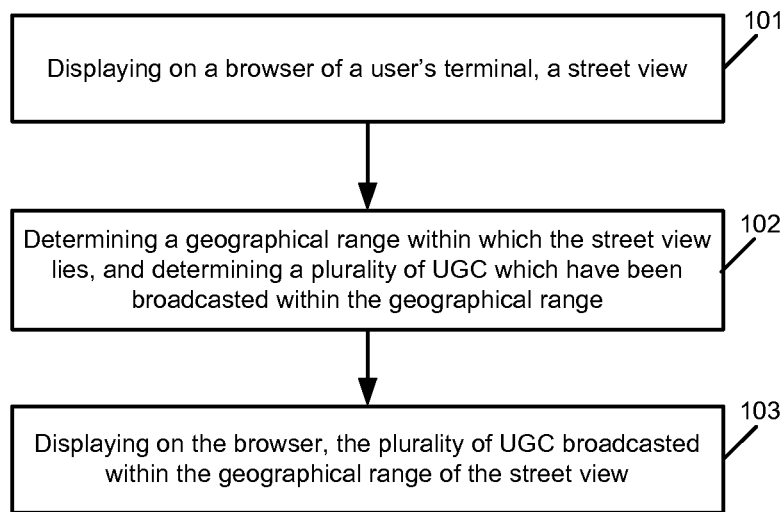 101
Displaying on a browser of a user's terminal, a street view
102
Determining a geographical range within which the street view
lies, and determining a plurality of UGC which have been
broadcasted within the geographical range
103
Displaying on the browser, the plurality of UGC broadcasted
within the geographical range of the street view